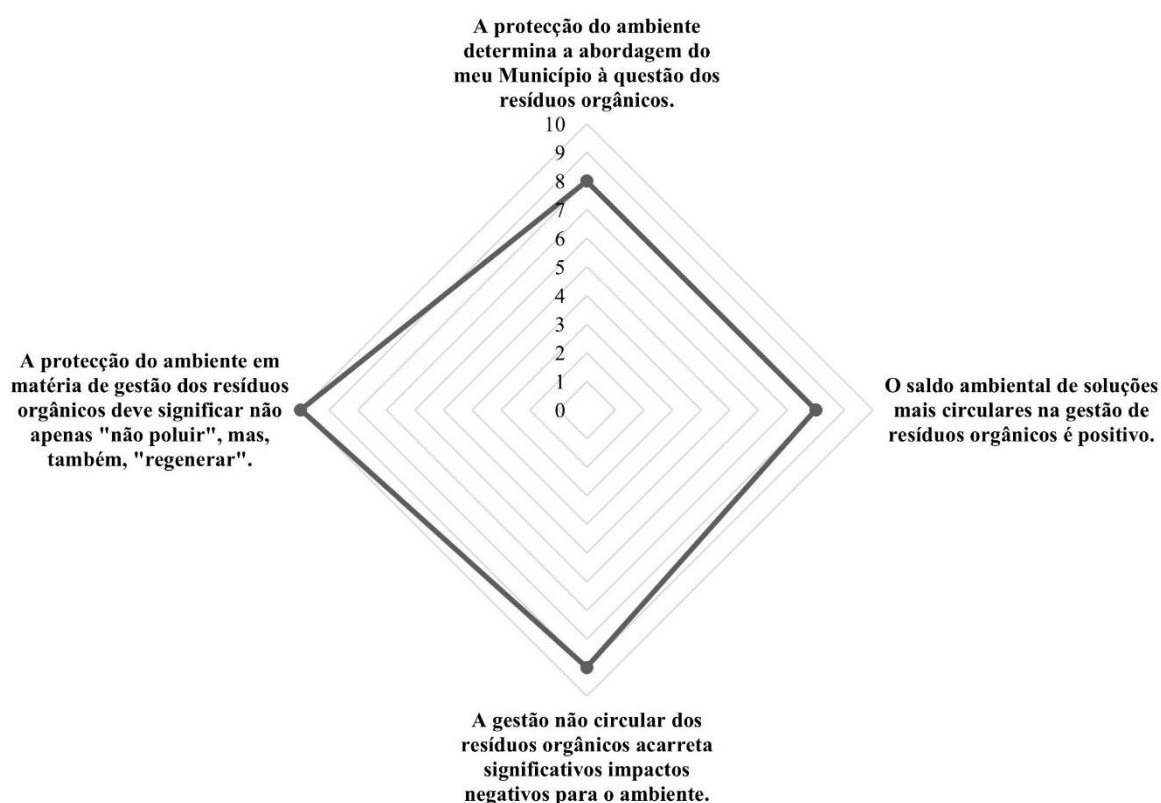 A protecção do ambiente
determina a abordagem do
meu Município à questão dos
resíduos orgânicos.
10
9
8
7
6
5
4
3
2
1
0
O saldo ambiental de soluções
mais circulares na gestão de
resíduos orgânicos é positivo.
A gestão não circular dos
resíduos orgânicos acarreta
significativos impactos
negativos para o ambiente.
A protecção do ambiente em
matéria de gestão dos resíduos
orgânicos deve significar não
apenas "não poluir", mas,
também, "regenerar".